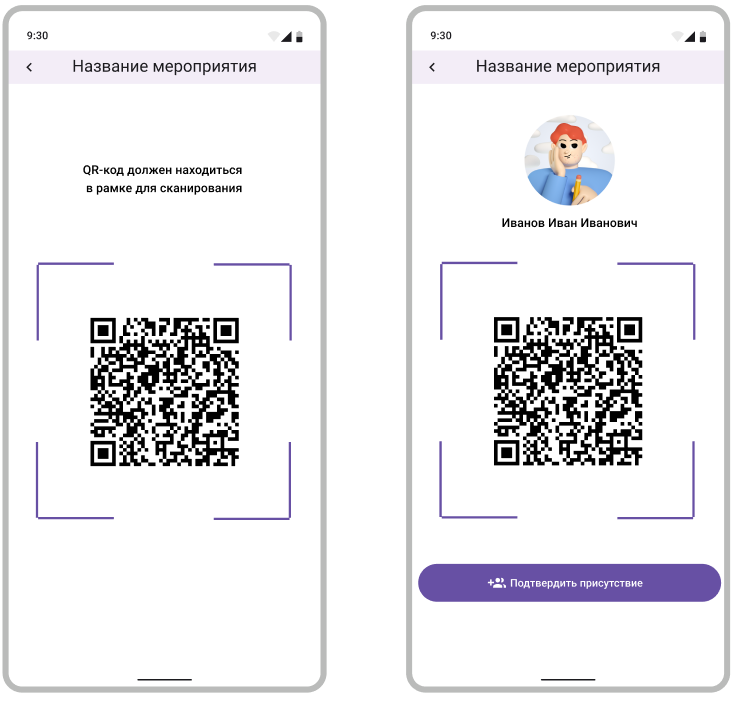 9:30
Название мероприятия
QR-код должен находиться
в рамке для сканирования
9:30
Название мероприятия
Иванов Иван Иванович
Подтвердить присутствие